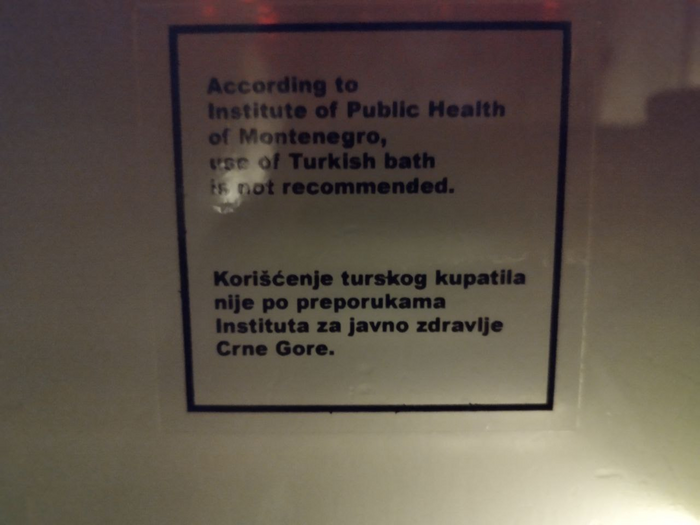 According to
Institute of Public Health
of Montenegro,
use of Turkish bath
is not recommended.
Korišćenje turskog kupatila
nije po preporukama
Instituta za javno zdravlje
Crne Gore.